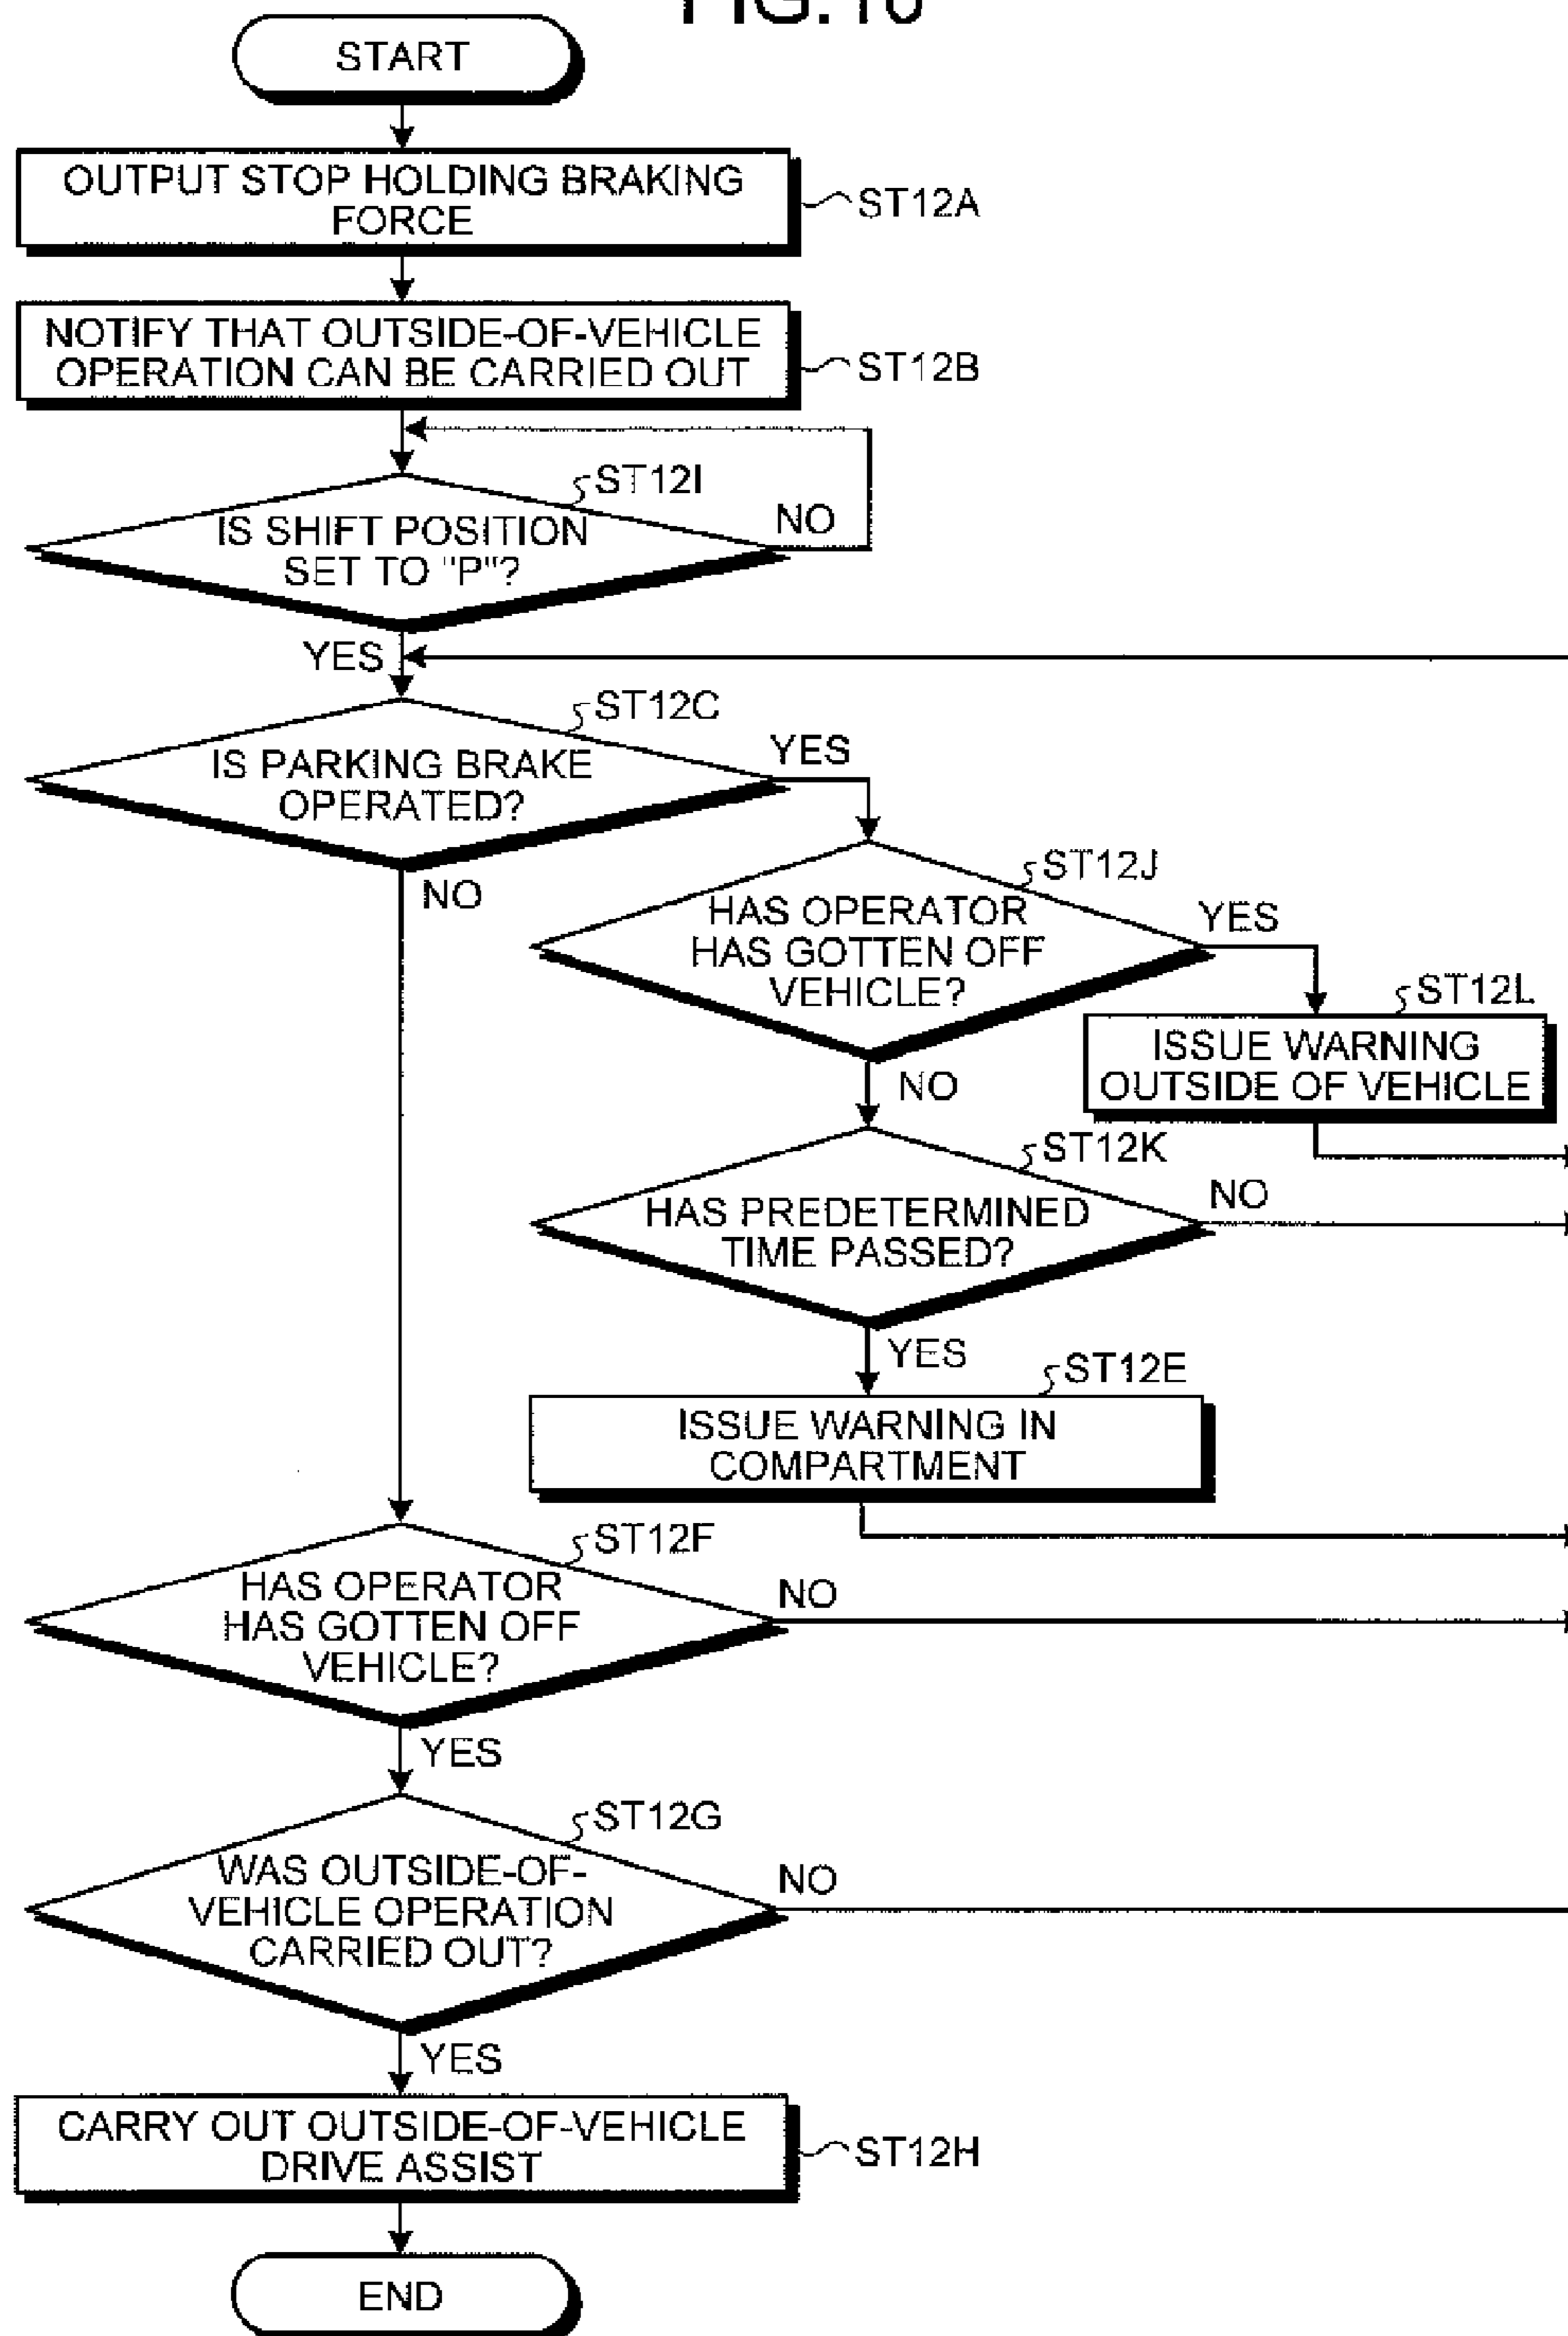 START
OUTPUT STOP HOLDING BRAKING
FORCE
ST12A
NOTIFY THAT OUTSIDE-OF-VEHICLE
OPERATION CAN BE CARRIED OUT
ST12B
ST12I
IS SHIFT POSITION
SET TO "P"?
NO
YES
ST12C
IS PARKING BRAKE
OPERATED?
YES
NO
ST12J
HAS OPERATOR
HAS GOTTEN OFF
VEHICLE?
YES
NO
ST12L
ISSUE WARNING
OUTSIDE OF VEHICLE
ST12K
HAS PREDETERMINED
TIME PASSED?
NO
YES
ST12E
ISSUE WARNING IN
COMPARTMENT
ST12F
HAS OPERATOR
HAS GOTTEN OFF
VEHICLE?
NO
YES
ST12G
WAS OUTSIDE-OF-
VEHICLE OPERATION
CARRIED OUT?
NO
YES
CARRY OUT OUTSIDE-OF-VEHICLE
DRIVE ASSIST
ST12H
END